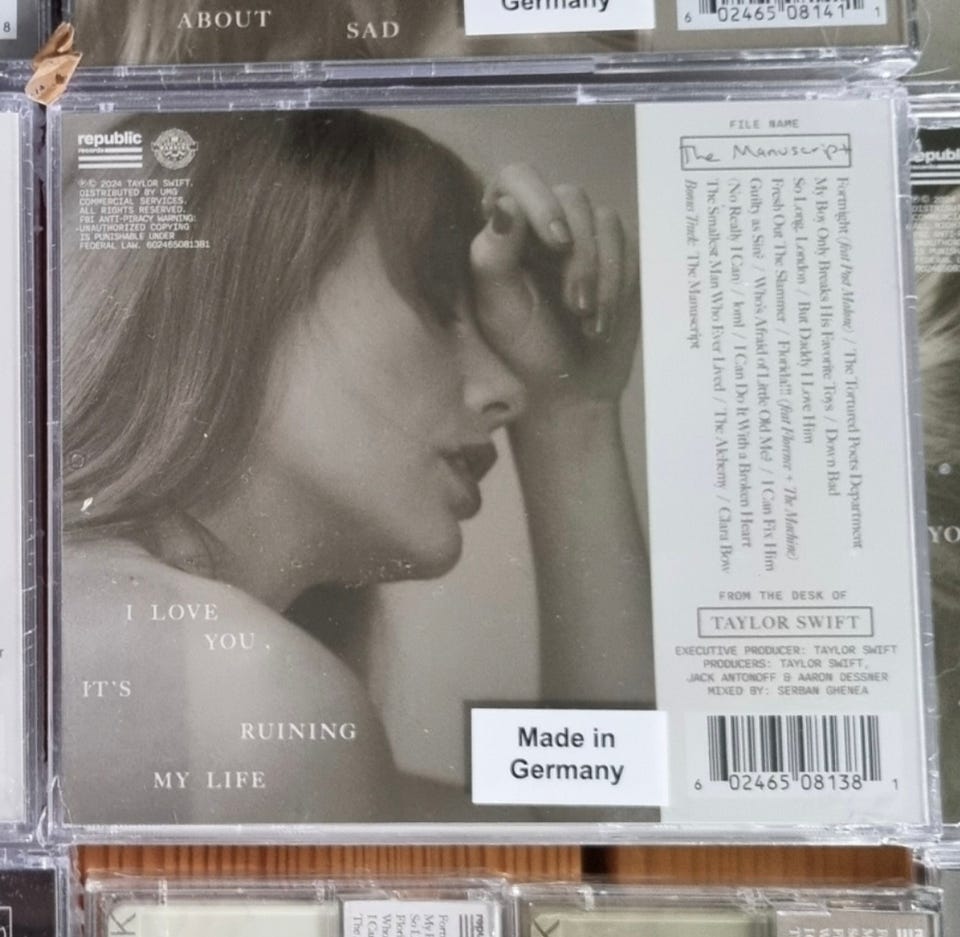 ABOUT
SAD
Germany
6 02465 08141 1
8
republic
records
℗© 2024 TAYLOR SWIFT.
DISTRIBUTED BY UMG
COMMERCIAL SERVICES.
ALL RIGHTS RESERVED.
FBI ANTI-PIRACY WARNING:
UNAUTHORIZED COPYING
IS PUNISHABLE UNDER
FEDERAL LAW. 602465081381
I LOVE
YOU,
IT'S
RUINING
MY LIFE
Made in
Germany
FILE NAME
The Manuscript
Fortnight (feat Post Malone) / The Tortured Poets Department
My Boy Only Breaks His Favorite Toys / Down Bad
So Long, London / But Daddy I Love Him
Fresh Out The Slammer / Florida!!! (feat Florence + The Machine)
Guilty as Sin? / Who's Afraid of Little Old Me? / I Can Fix Him
(No Really I Can) / loml / I Can Do It With a Broken Heart
The Smallest Man Who Ever Lived / The Alchemy / Clara Bow
Bonus Track: The Manuscript
FROM THE DESK OF
TAYLOR SWIFT
EXECUTIVE PRODUCER: TAYLOR SWIFT
PRODUCERS: TAYLOR SWIFT,
JACK ANTONOFF & AARON DESSNER
MIXED BY: SERBAN GHENEA
6 02465 08138 1
YO